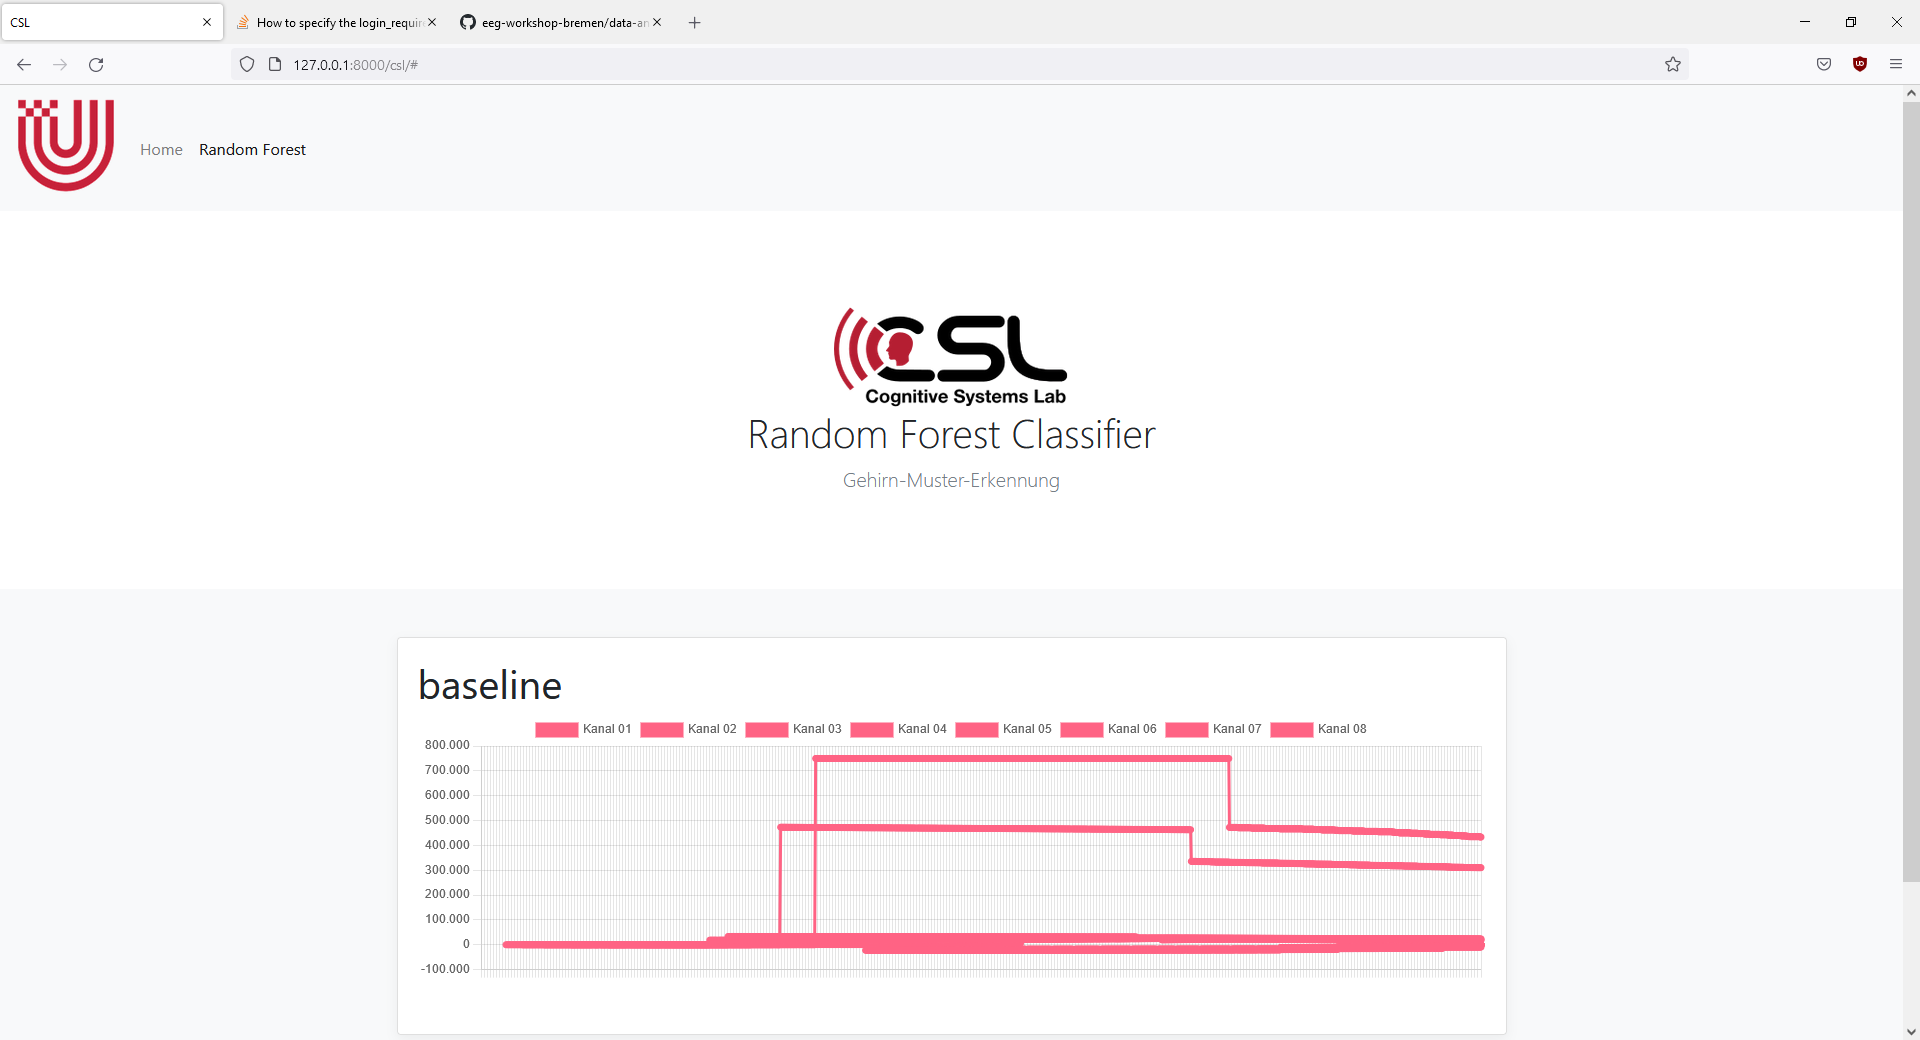 CSL
How to specify the login_requir
eeg-workshop-bremen/data-an
127.0.0.1:8000/csl/#
Home
Random Forest
CSL
Cognitive Systems Lab
Random Forest Classifier
Gehirn-Muster-Erkennung
baseline
Kanal 01 Kanal 02 Kanal 03 Kanal 04 Kanal 05 Kanal 06 Kanal 07 Kanal 08
800.000
700.000
600.000
500.000
400.000
300.000
200.000
100.000
0
-100.000